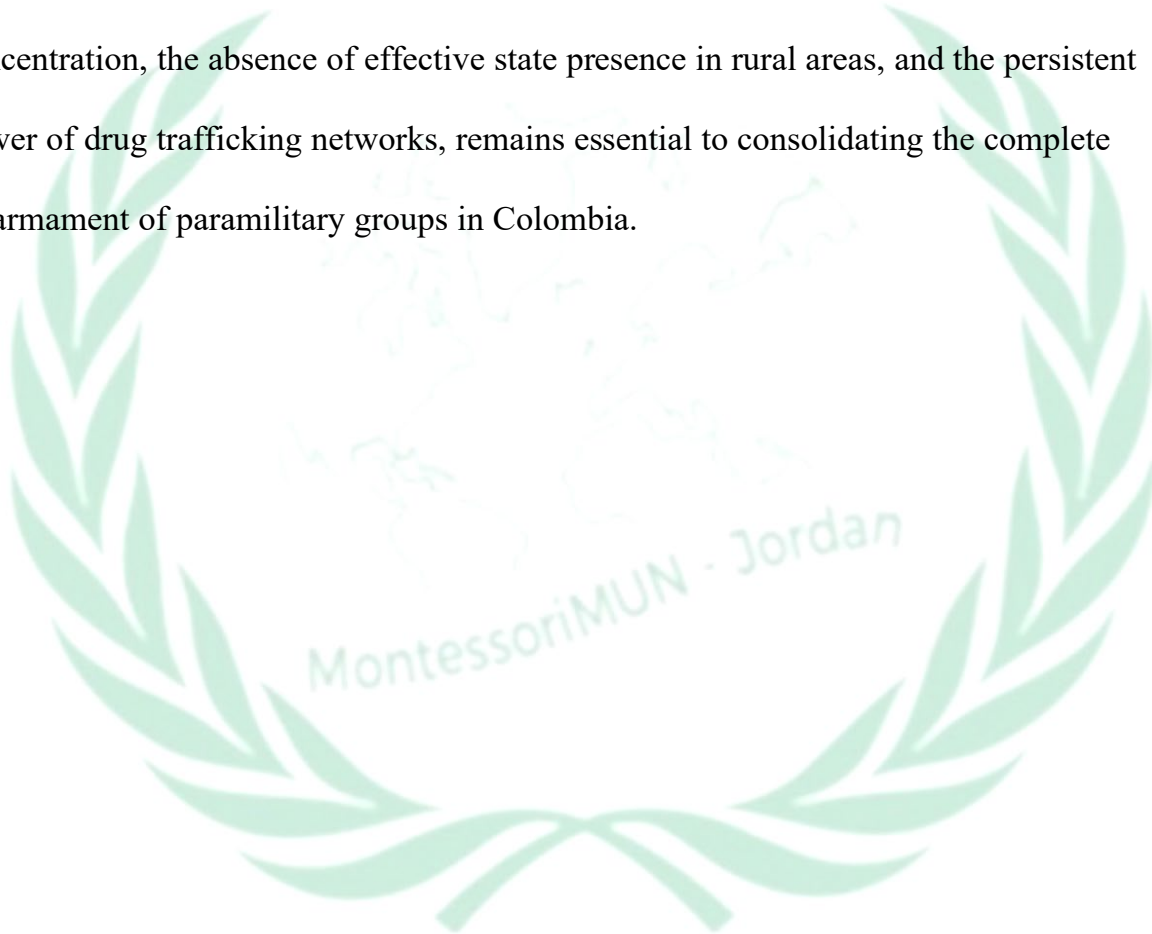 centration, the absence of effective state presence in rural areas, and the persistent
ver of drug trafficking networks, remains essential to consolidating the complete
armament of paramilitary groups in Colombia.
MontessoriMUN - Jordan